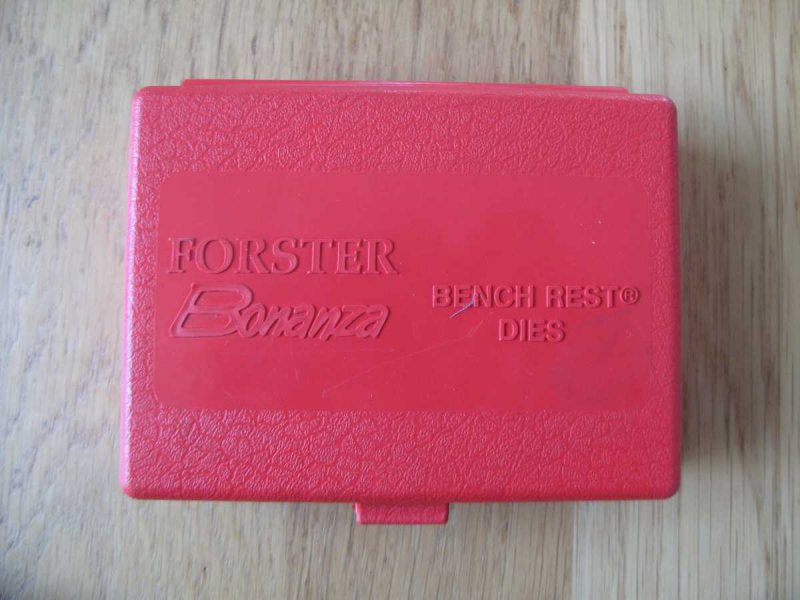 FORSTER
Bonanza
BENCH REST®
DIES